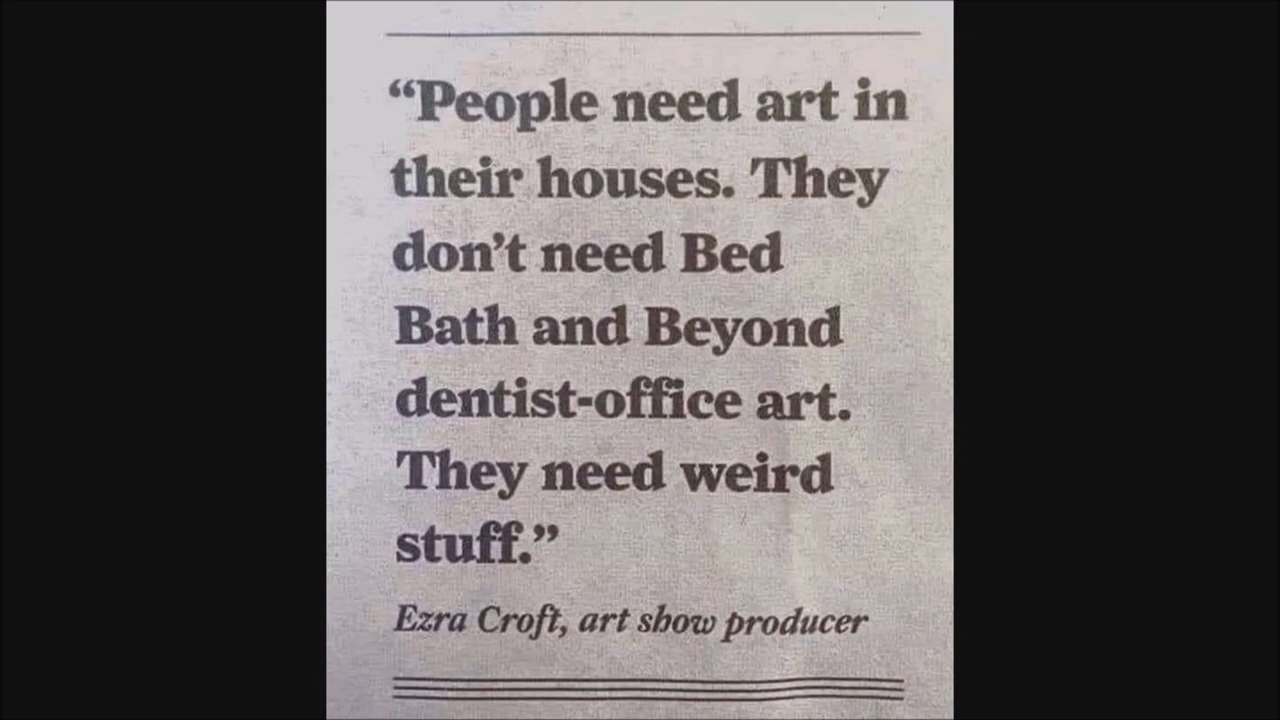 “People need art in
their houses. They
don’t need Bed
Bath and Beyond
dentist-office art.
They need weird
stuff.”
Ezra Croft, art show producer